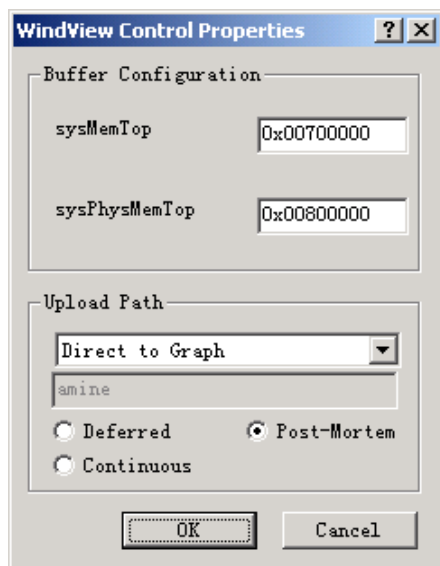 WindView Control Properties
Buffer Configuration
sysMemTop 0x00700000
sysPhysMemTop 0x00800000
Upload Path
Direct to Graph
amine
Deferred Post-Mortem
Continuous
OK Cancel